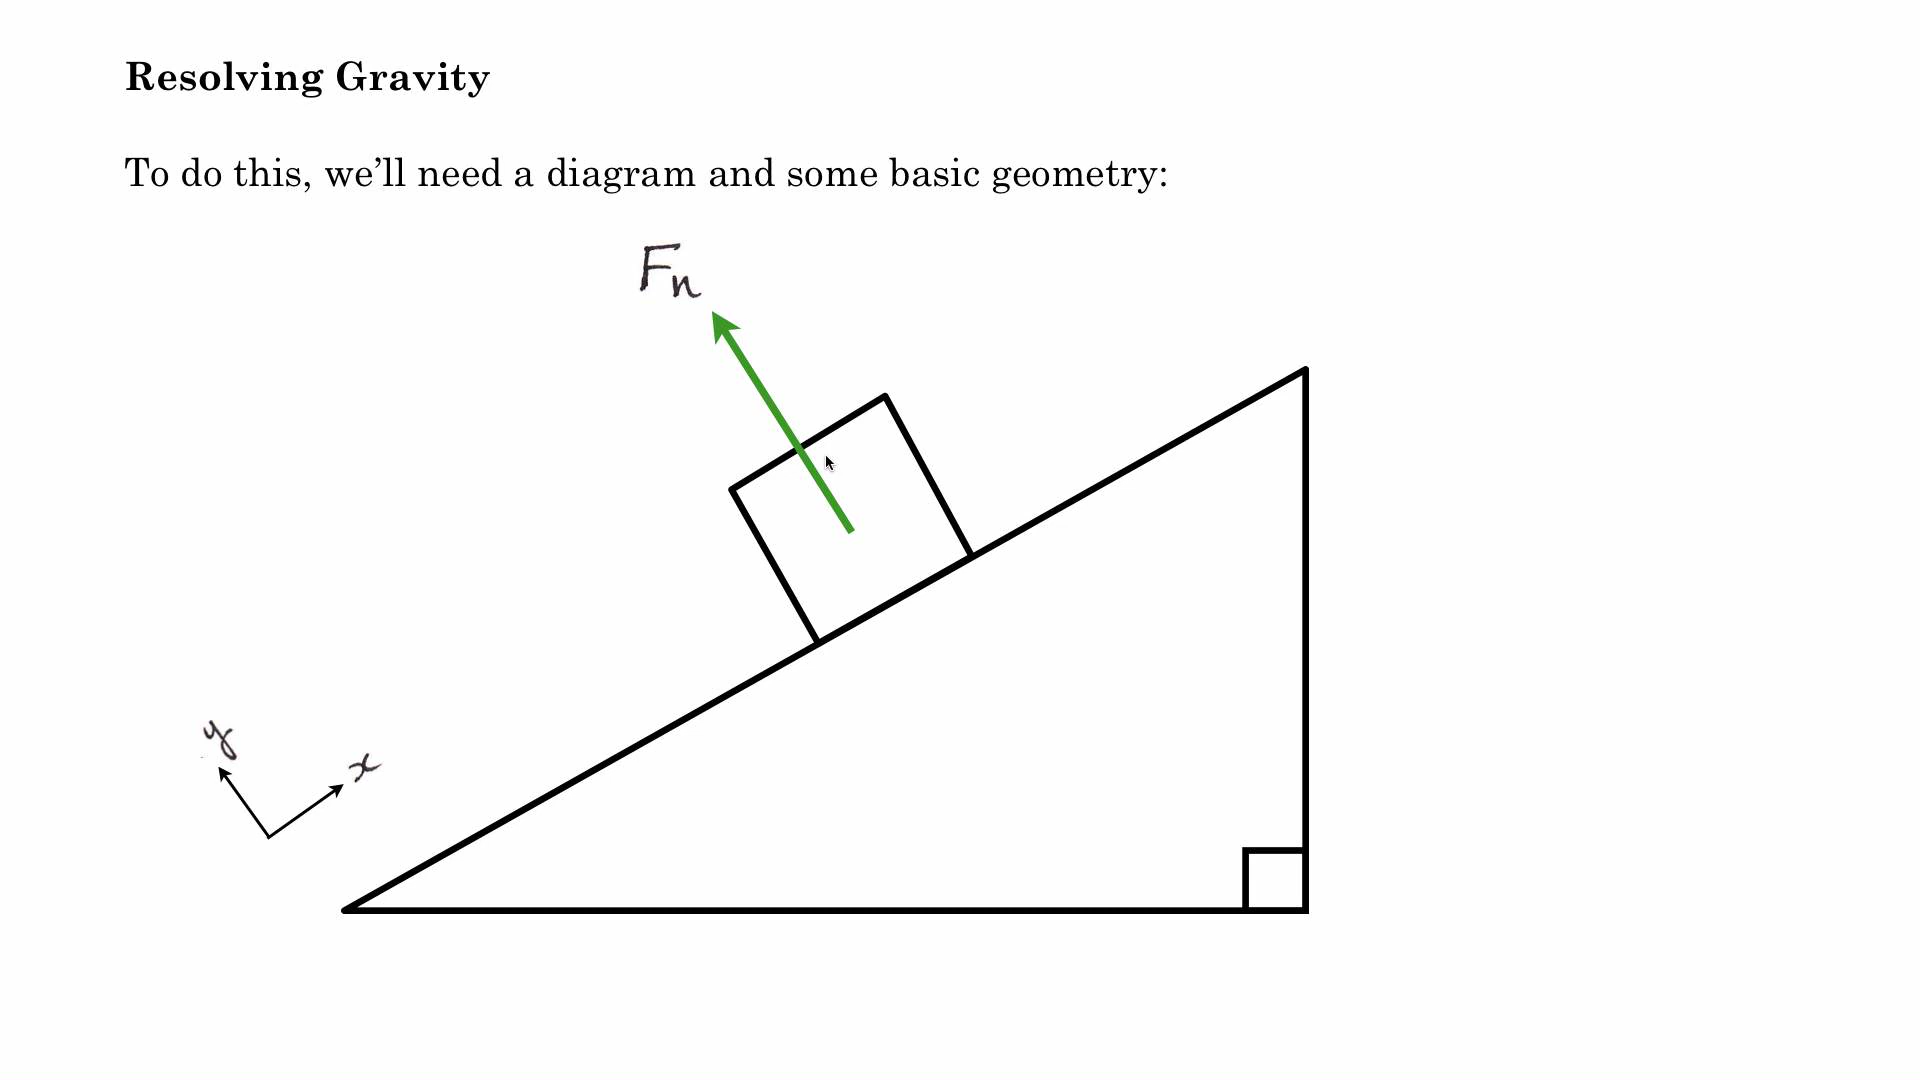 Resolving Gravity
To do this, we’ll need a diagram and some basic geometry:
Fn
y
x